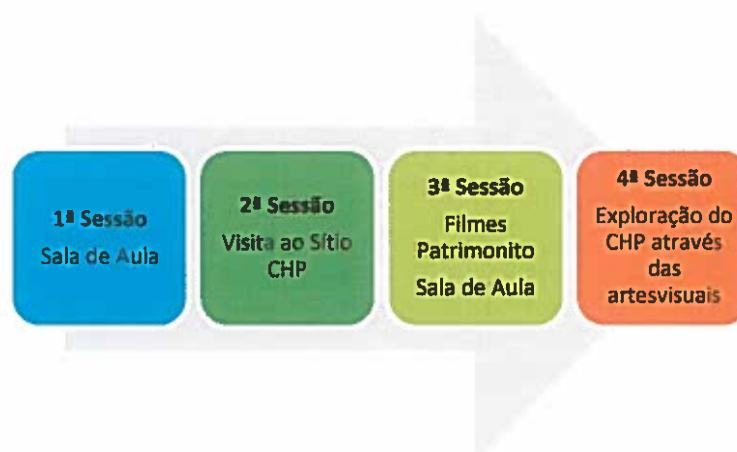 1ª Sessão
Sala de Aula
2ª Sessão
Visita ao Sítio
CHP
3ª Sessão
Filmes
Patrimonito
Sala de Aula
4ª Sessão
Exploração do
CHP através
das
artesvisuais